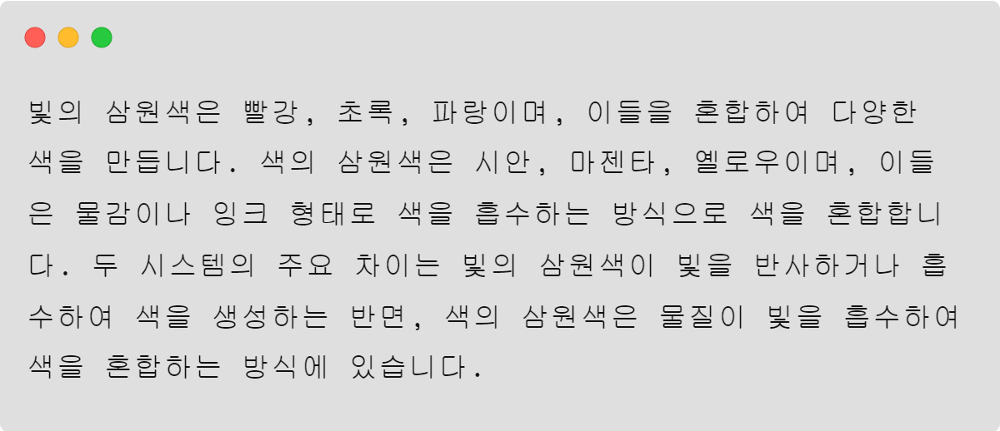 빛의 삼원색은 빨강, 초록, 파랑이며, 이들을 혼합하여 다양한
색을 만듭니다. 색의 삼원색은 시안, 마젠타, 옐로우이며, 이들
은 물감이나 잉크 형태로 색을 흡수하는 방식으로 색을 혼합합니
다. 두 시스템의 주요 차이는 빛의 삼원색이 빛을 반사하거나 흡
수하여 색을 생성하는 반면, 색의 삼원색은 물질이 빛을 흡수하여
색을 혼합하는 방식에 있습니다.